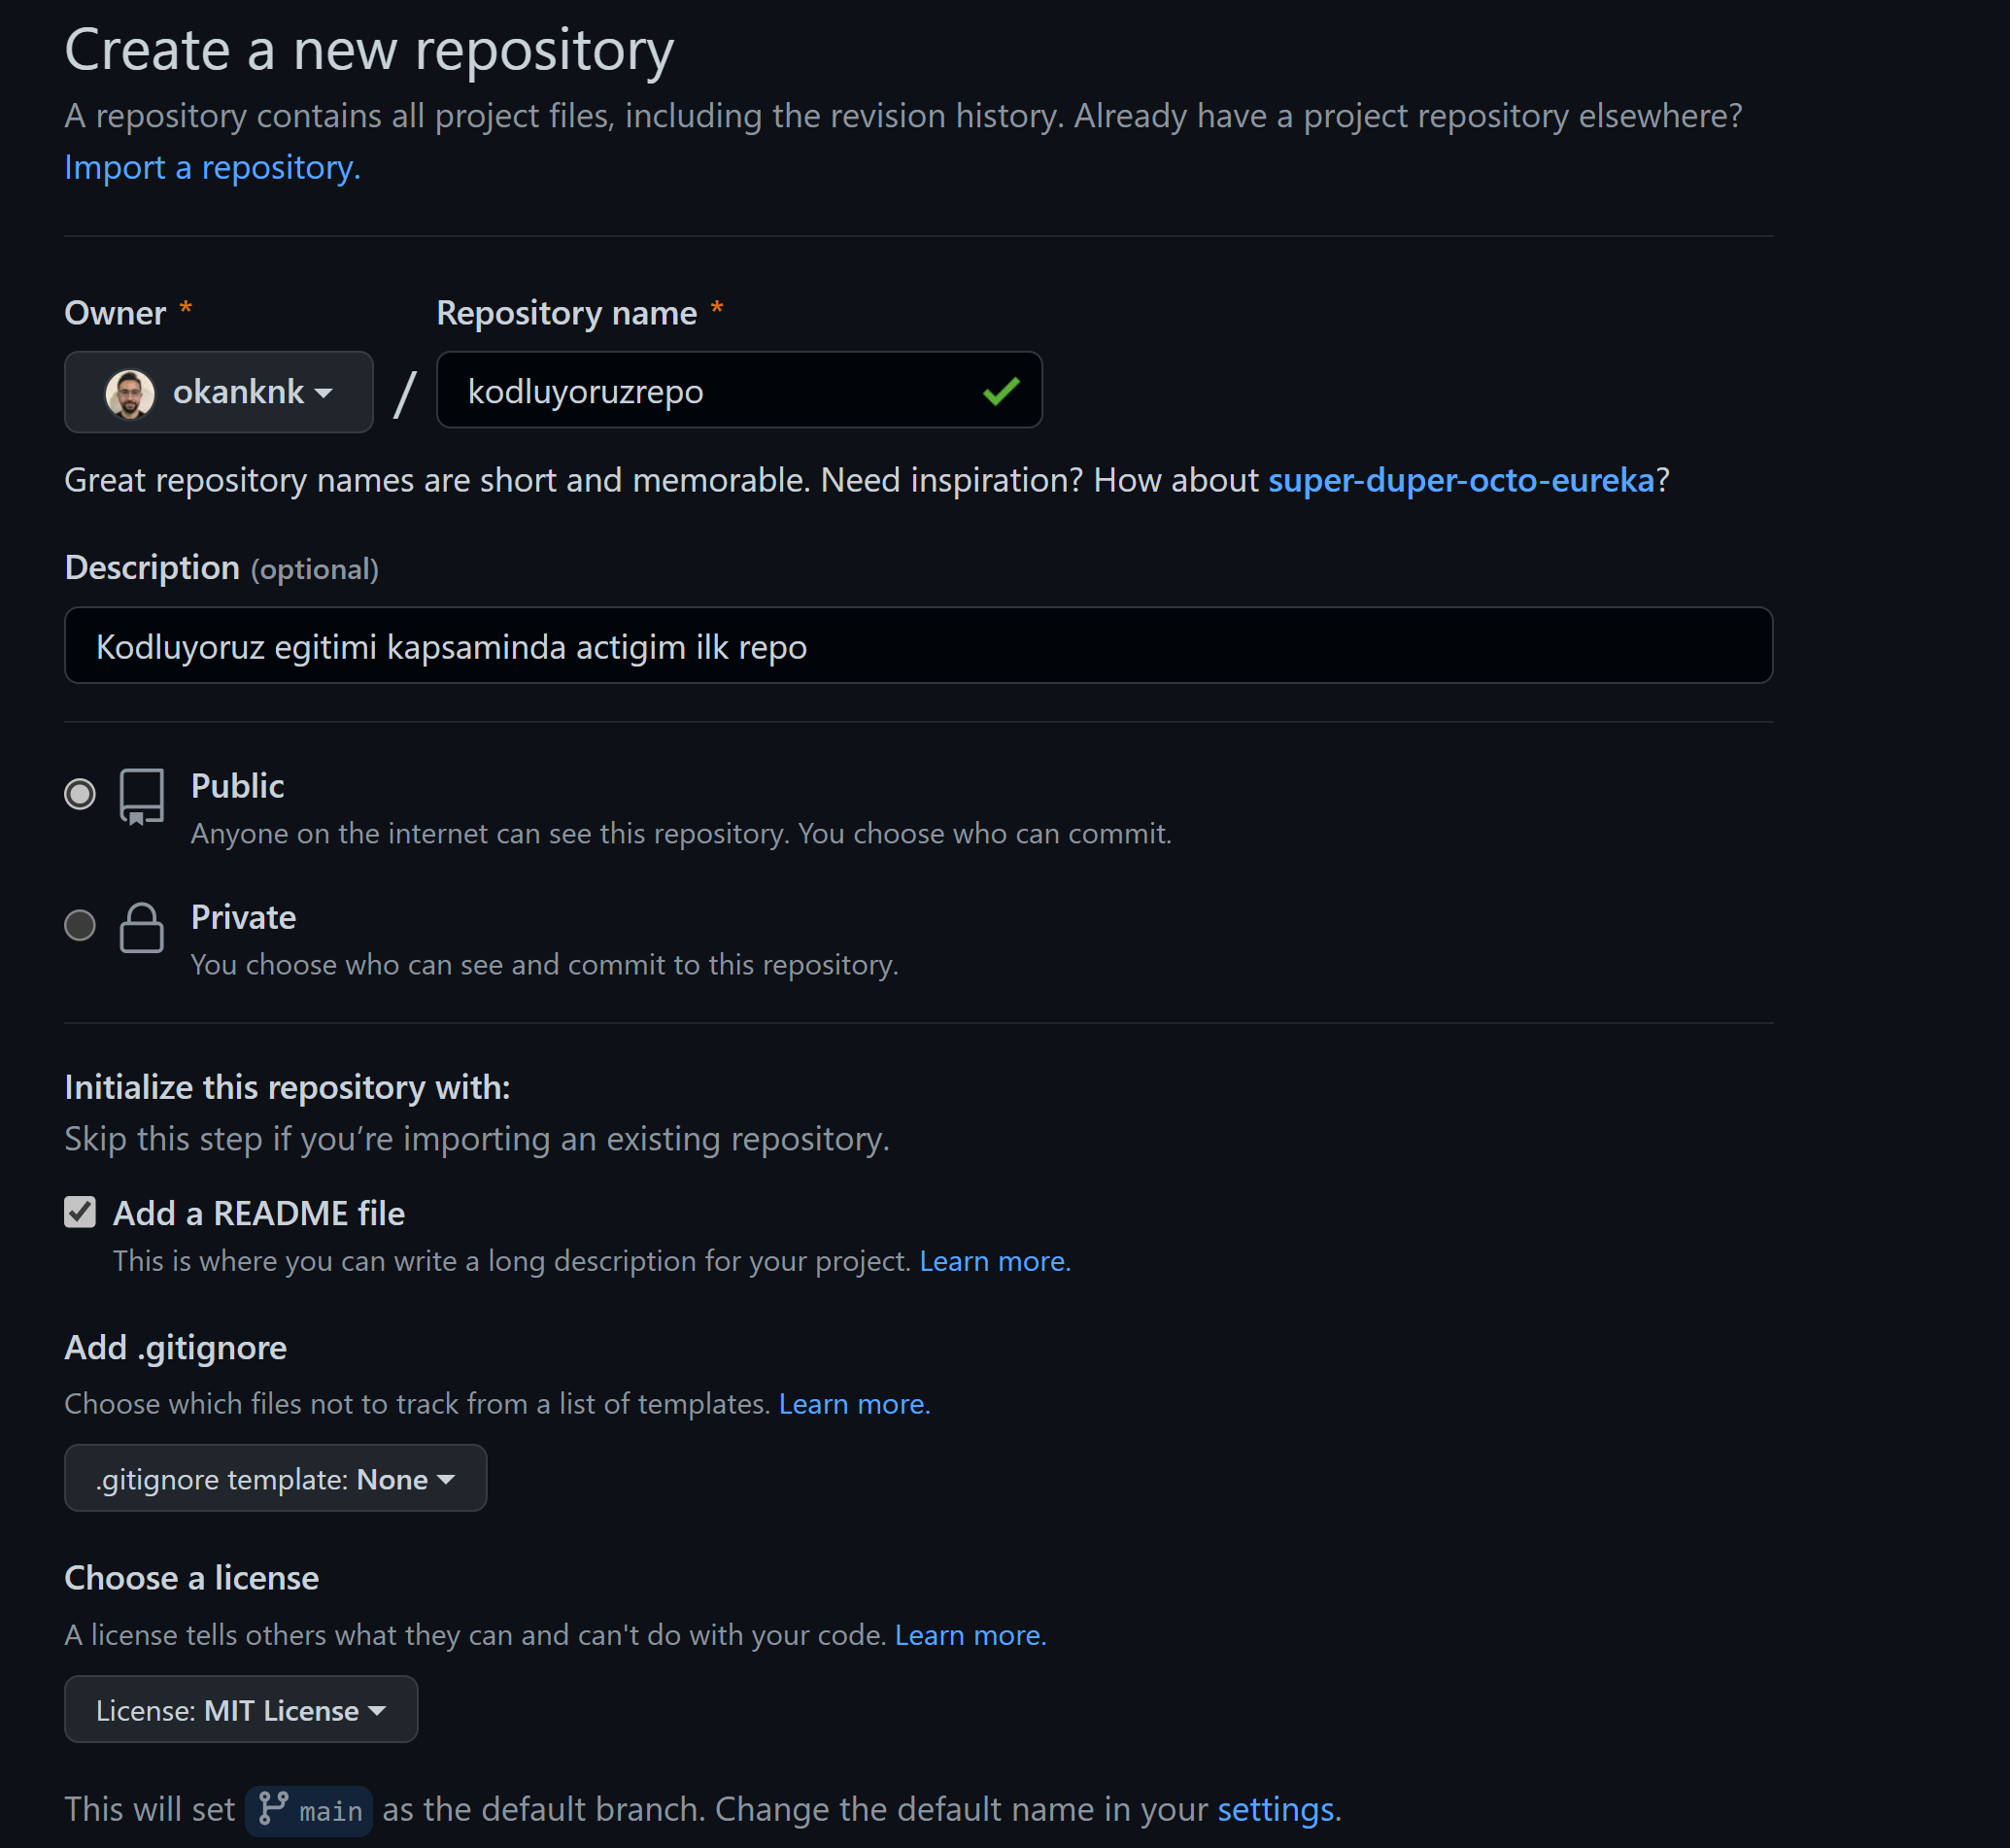 Create a new repository
A repository contains all project files, including the revision history. Already have a project repository elsewhere?
Import a repository.
Owner *
Repository name *
okanknk
/
kodluyoruzrepo
Great repository names are short and memorable. Need inspiration? How about super-duper-octo-eureka?
Description (optional)
Kodluyoruz egitimi kapsaminda actigim ilk repo
Public
Anyone on the internet can see this repository. You choose who can commit.
Private
You choose who can see and commit to this repository.
Initialize this repository with:
Skip this step if you’re importing an existing repository.
Add a README file
This is where you can write a long description for your project. Learn more.
Add .gitignore
Choose which files not to track from a list of templates. Learn more.
.gitignore template: None
Choose a license
A license tells others what they can and can't do with your code. Learn more.
License: MIT License
This will set main as the default branch. Change the default name in your settings.